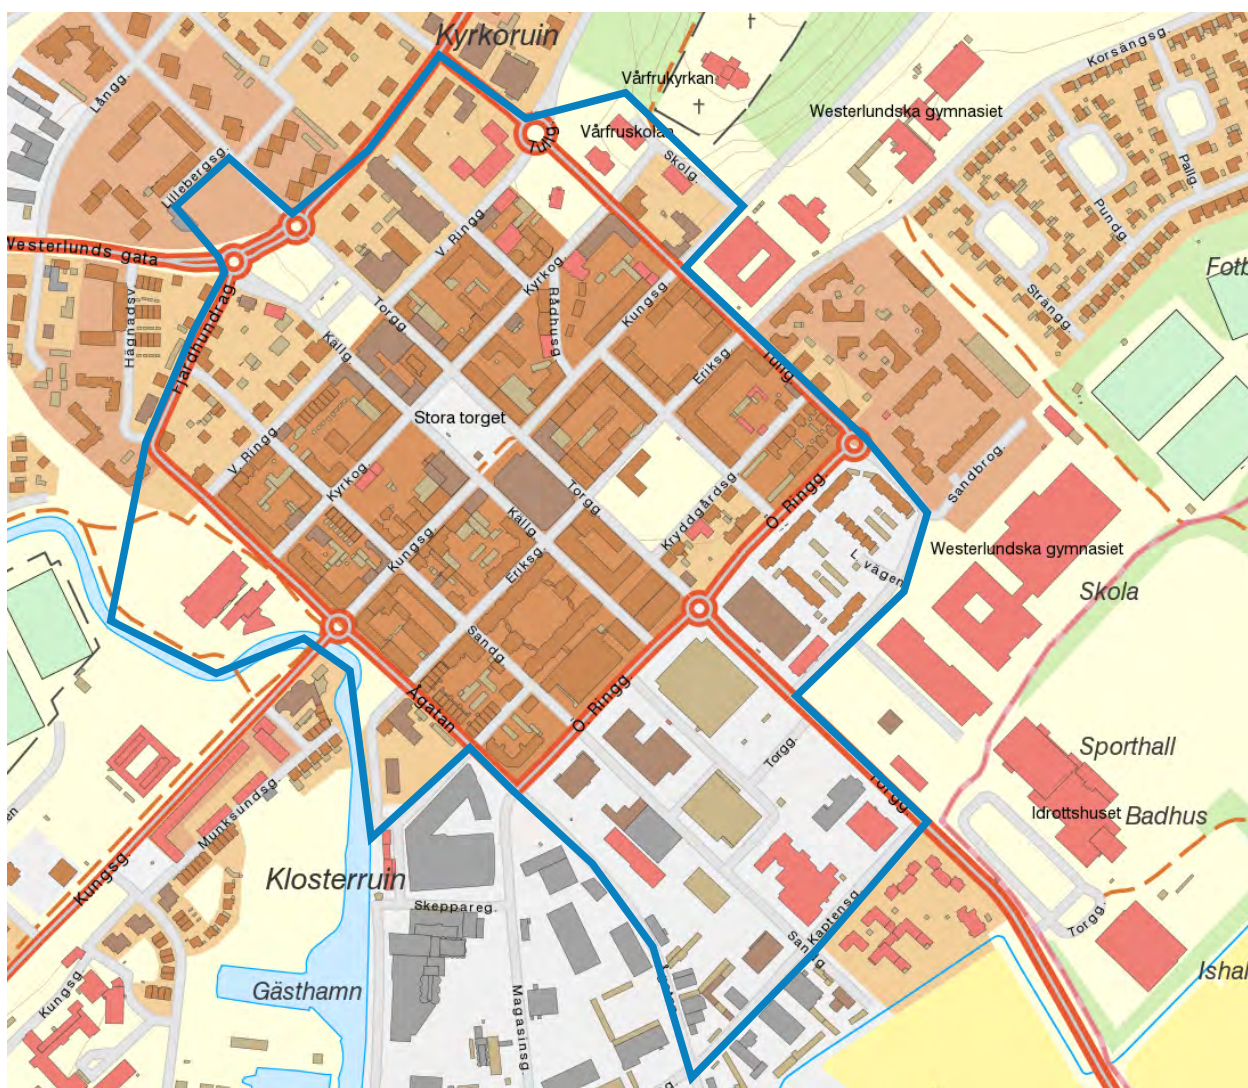 Kyrkoruin
Korsängsg.
Vårfrukyrkan
Långg.
Westerlundska gymnasiet
Vårfruskolan
Tullg
Skolg.
Pallg.
Lillebergsg.
Pundg.
V. Ringg
Westerlunds gata
Kyrkog.
Fotb
Strängg.
Rådhusg
Kungsg
Hägnadsv
Fjärdhundrag
Torgg.
Källg.
Eriksg
Tullg.
Stora torget
V. Ringg
Sandbrog.
Kyrkog.
Torgg
Kryddgårdsg
Ö. Ringg
Källg
Kungsg.
Eriksg.
L. vägen
Westerlundska gymnasiet
Skola
Sandg
Ågatan
Ö. Ringg
Torgg.
Sporthall
Torgg.
Idrottshuset
Badhus
Munksundsg.
Kungsg
Klosterruin
Skeppareg.
Kaptensg
Torgg.
Ishal
Gästhamn
Kungsg
Magasinsg.